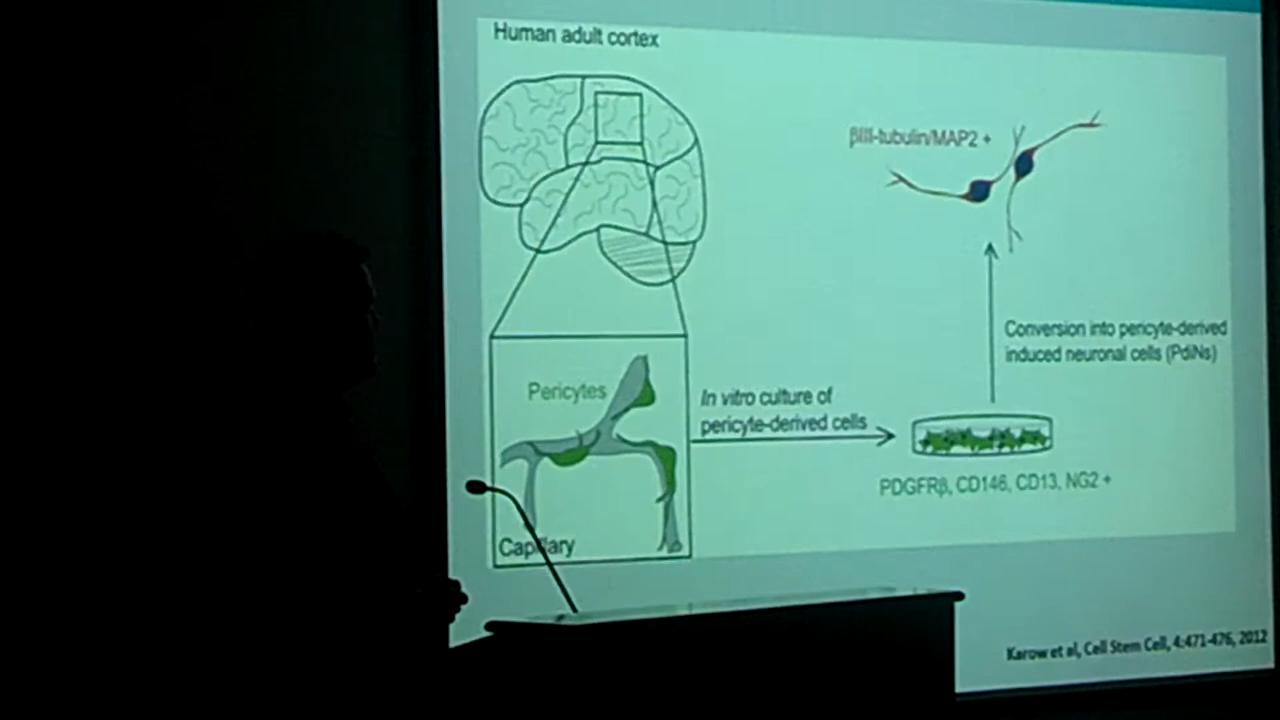 Human adult cortex
βIII-tubulin/MAP2 +
Conversion into pericyte-derived
induced neuronal cells (PdiNs)
Pericytes
In vitro culture of
pericyte-derived cells
PDGFRβ, CD146, CD13, NG2 +
Capillary
Karow et al, Cell Stem Cell, 4:471-476, 2012